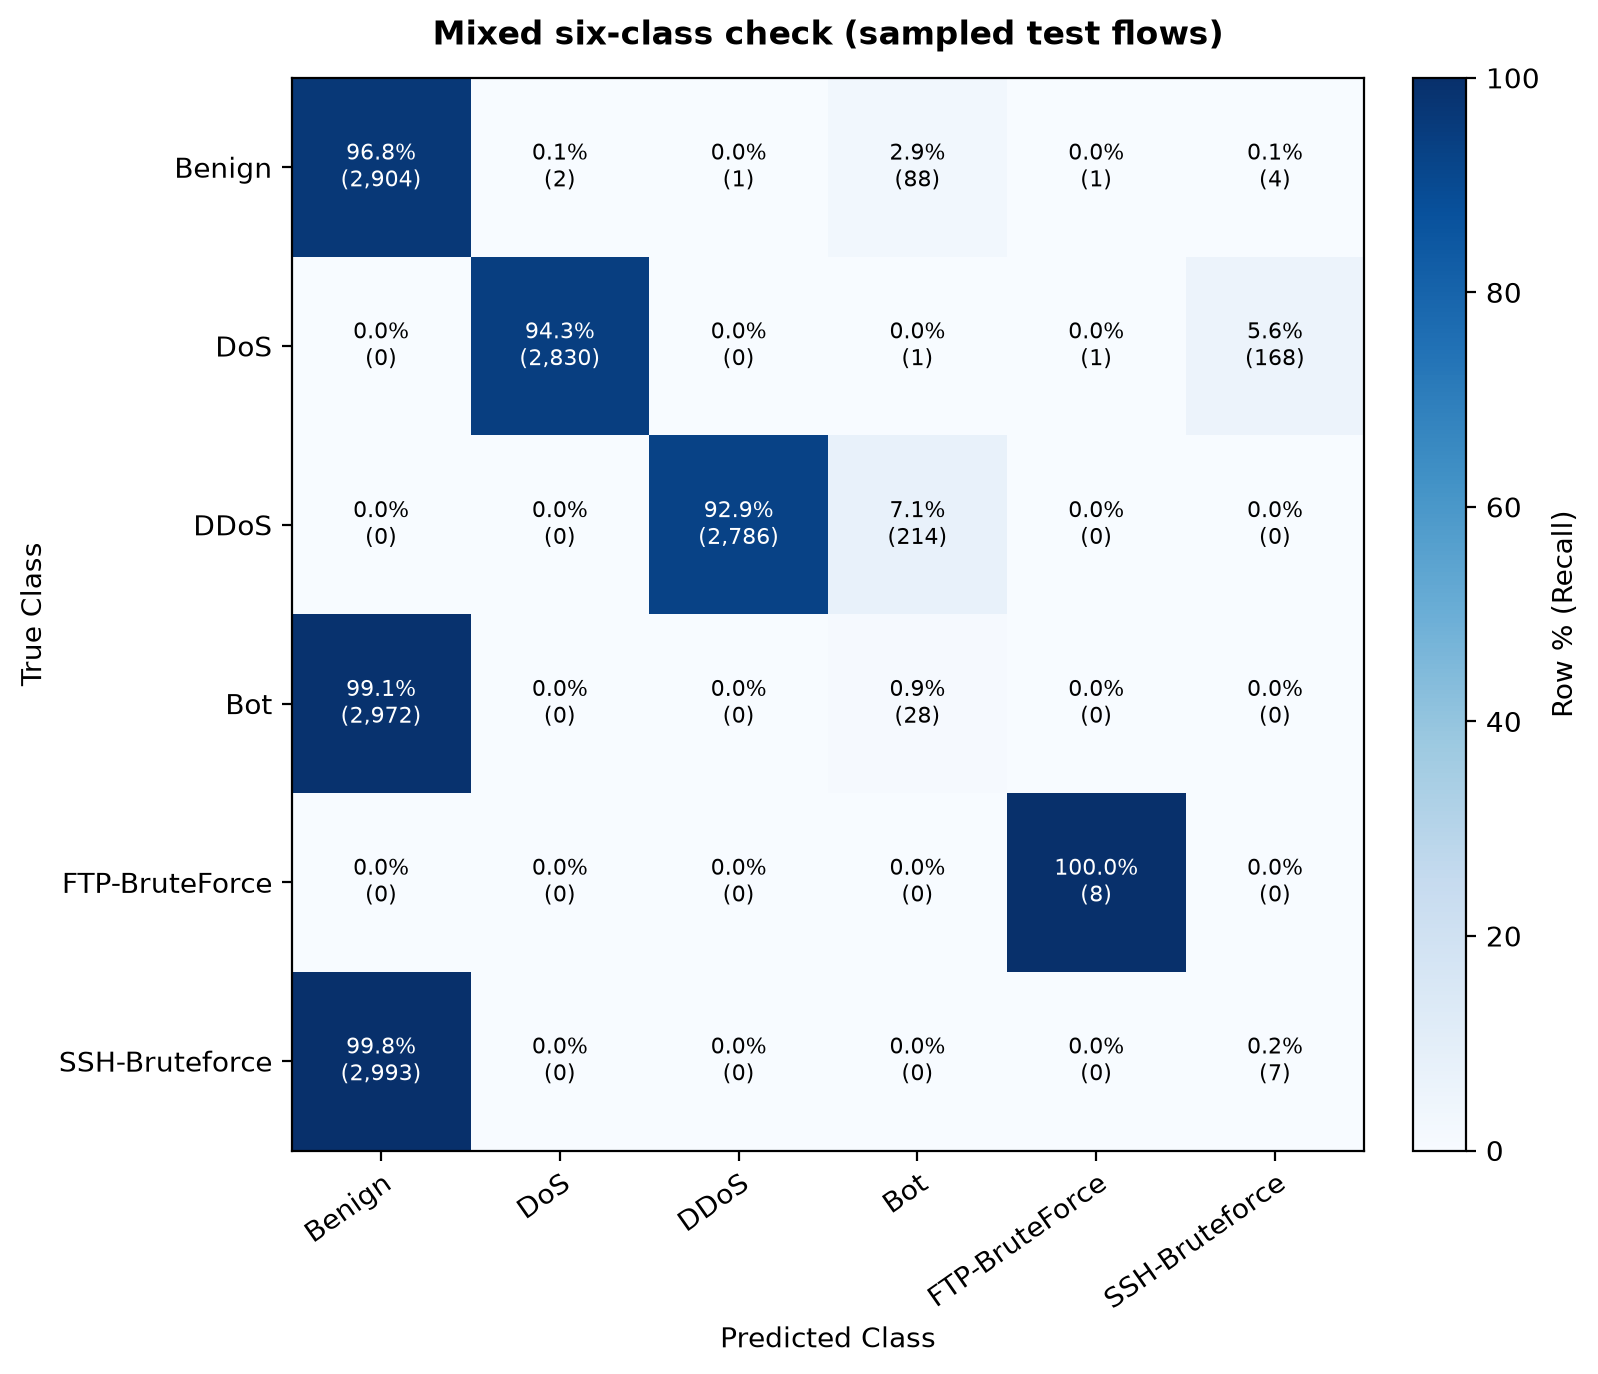 Mixed six-class check (sampled test flows)
True Class
Benign
96.8% 0.1% 0.0% 2.9% 0.0% 0.1%
(2,904) (2) (1) (88) (1) (4)
DoS
0.0% 94.3% 0.0% 0.0% 0.0% 5.6%
(0) (2,830) (0) (1) (1) (168)
DDoS
0.0% 0.0% 92.9% 7.1% 0.0% 0.0%
(0) (0) (2,786) (214) (0) (0)
Bot
99.1% 0.0% 0.0% 0.9% 0.0% 0.0%
(2,972) (0) (0) (28) (0) (0)
FTP-BruteForce
0.0% 0.0% 0.0% 0.0% 100.0% 0.0%
(0) (0) (0) (0) (8) (0)
SSH-Bruteforce
99.8% 0.0% 0.0% 0.0% 0.0% 0.2%
(2,993) (0) (0) (0) (0) (7)
Benign DoS DDoS Bot FTP-BruteForce SSH-Bruteforce
Predicted Class
100
80
60
40
20
0
Row % (Recall)